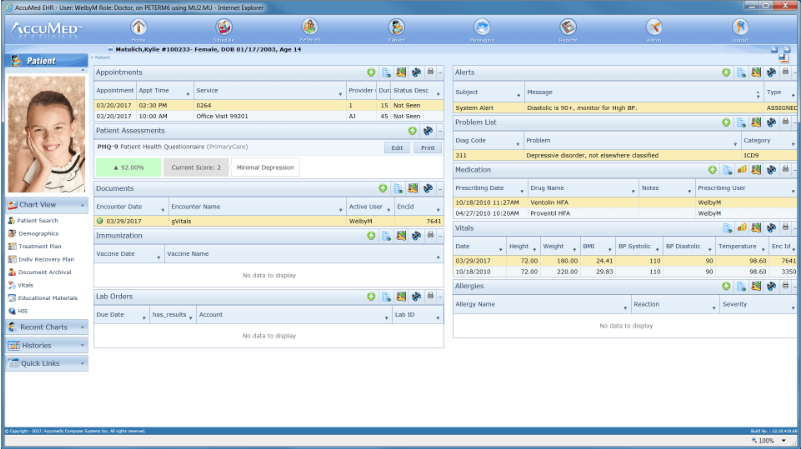 AccuMed EHR - User: WelbyM Role: Doctor, on PETERM6 using MU2.MU - Internet Explorer
ACCUMED™
Home
Schedule
Patient
Messaging
Reports
Admin
Logout
Matulich,Kylie #100233- Female, DOB 01/17/2003, Age 14
Patient
Patient
Chart View
Patient Search
Demographics
Treatment Plan
Indiv Recovery Plan
Document Archival
Vitals
Educational Materials
HIE
Recent Charts
Histories
Quick Links
Appointments
Appointment Appt Time Service Provider Dura Status Desc
03/20/2017 02:30 PM 0264 1 15 Not Seen
03/20/2017 10:00 AM Office Visit 99201 AJ 45 Not Seen
Patient Assessments
PHQ-9 Patient Health Questionnaire (PrimaryCare) Edit Print
▲ 92.00% Current Score: 2 Minimal Depression
Documents
Encounter Date Encounter Name Active User EncId
03/29/2017 gVitals WelbyM 7641
Immunization
Vaccine Date Vaccine Name
No data to display
Lab Orders
Due Date has_results Account Lab ID
No data to display
Alerts
Subject Message Type
System Alert Diastolic is 90+, monitor for High BP. ASSIGNED
Problem List
Diag Code Problem Category
311 Depressive disorder, not elsewhere classified ICD9
Medication
Prescribing Date Drug Name Notes Prescribing User
10/18/2010 11:27AM Ventolin HFA WelbyM
04/27/2010 10:20AM Proventil HFA WelbyM
Vitals
Date Height Weight BMI BP Systolic BP Diastolic Temperature Enc Id
03/29/2017 72.00 180.00 24.41 110 90 98.60 7641
10/18/2010 72.00 220.00 29.83 110 90 98.60 3350
Allergies
Allergy Name Reaction Severity
No data to display
© Copyright - 2017, Accumedic Computer Systems Inc, All rights reserved.
100%